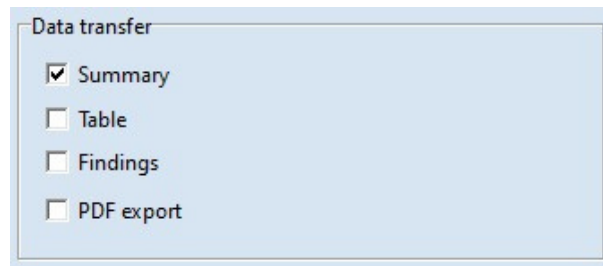 Data transfer
Summary
Table
Findings
PDF export